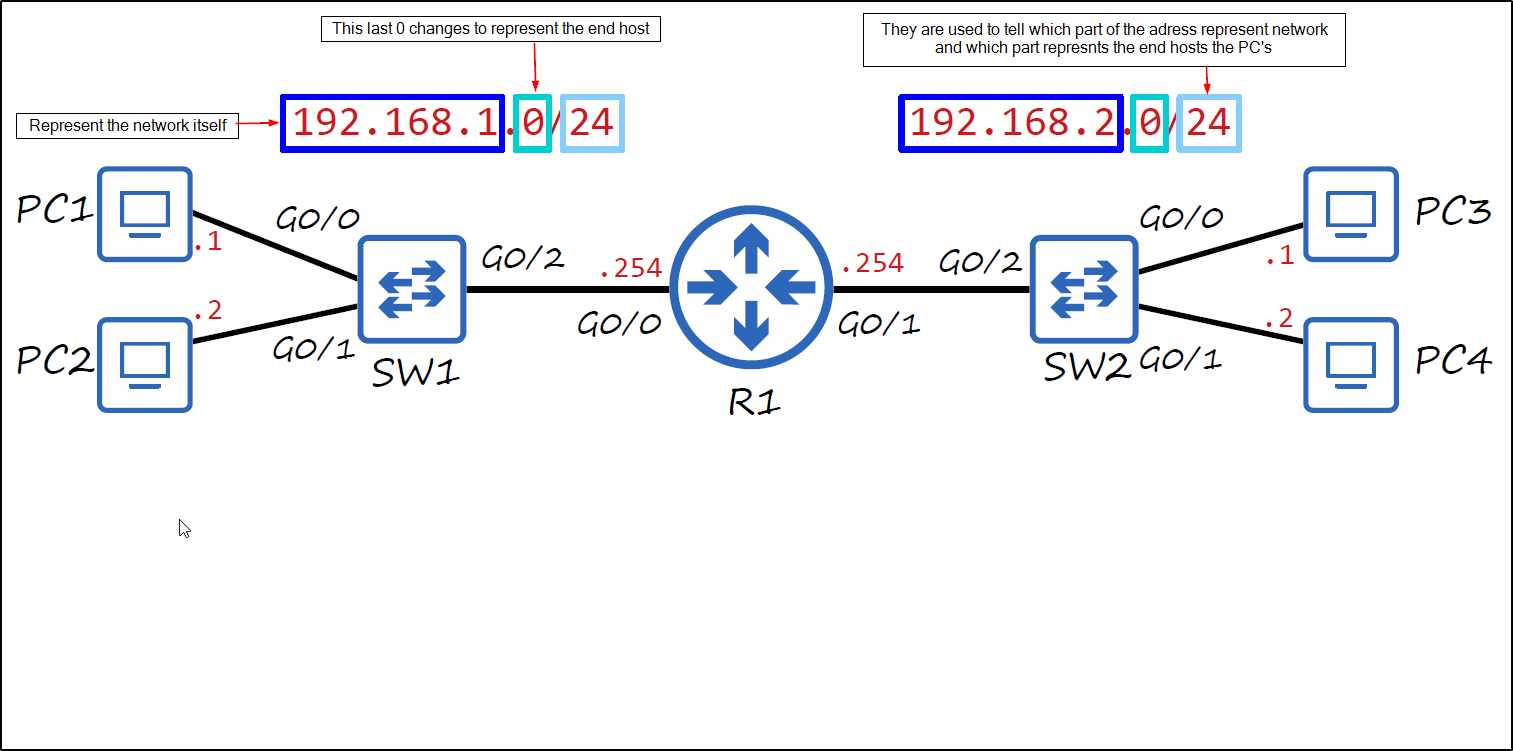 This last 0 changes to represent the end host
They are used to tell which part of the adress represent network
and which part represnts the end hosts the PC's
Represent the network itself
192.168.1.0/24
192.168.2.0/24
PC1
.1
G0/0
G0/2
.254
.254
G0/2
G0/0
.1
PC3
PC2
.2
G0/1
SW1
G0/0
R1
G0/1
SW2
G0/1
.2
PC4